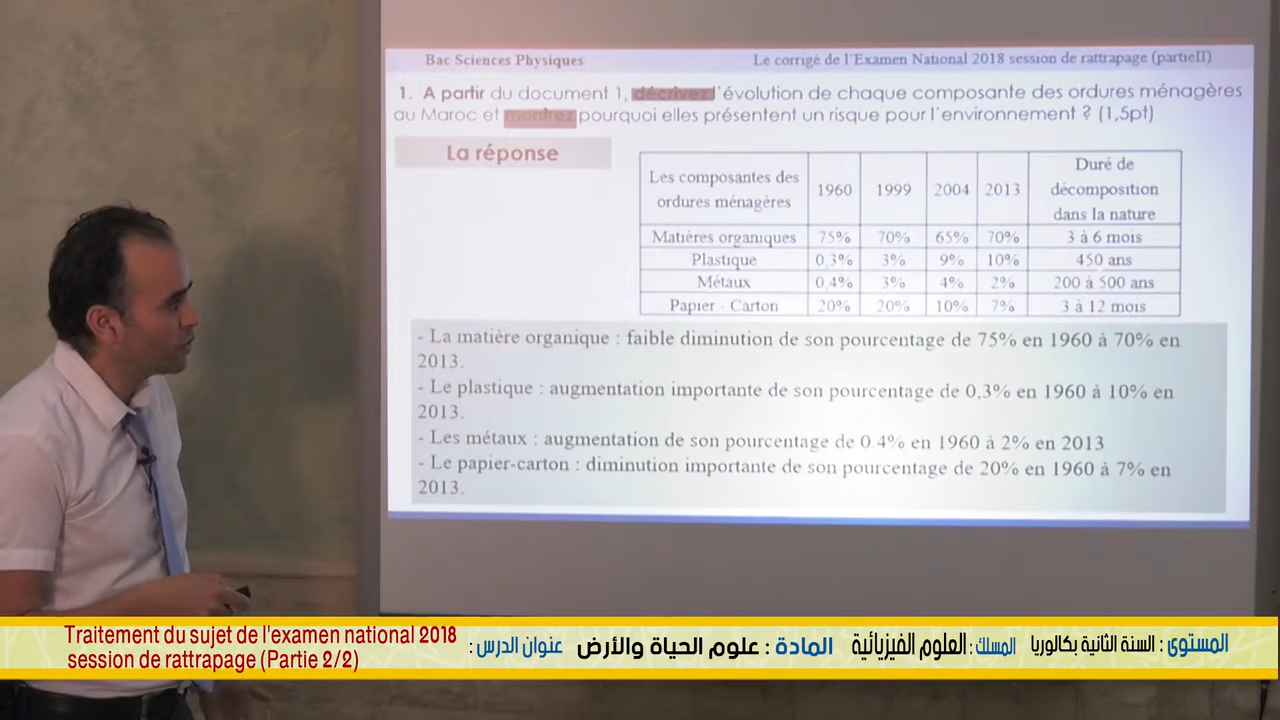 Bac Sciences Physiques
Le corrigé de l'Examen National 2018 session de rattrapage (partieII)
1. A partir du document 1, décrivez l'évolution de chaque composante des ordures ménagères
au Maroc et montrez pourquoi elles présentent un risque pour l'environnement ? (1,5pt)
La réponse
Les composantes des ordures ménagères 1960 1999 2004 2013 Duré de décomposition dans la nature
Matières organiques 75% 70% 65% 70% 3 à 6 mois
Plastique 0,3% 3% 9% 10% 450 ans
Métaux 0,4% 3% 4% 2% 200 à 500 ans
Papier - Carton 20% 20% 10% 7% 3 à 12 mois
- La matière organique : faible diminution de son pourcentage de 75% en 1960 à 70% en
2013.
- Le plastique : augmentation importante de son pourcentage de 0.3% en 1960 à 10% en
2013.
- Les métaux : augmentation de son pourcentage de 0.4% en 1960 à 2% en 2013
- Le papier-carton : diminution importante de son pourcentage de 20% en 1960 à 7% en
2013.
المستوى : السنة الثانية بكالوريا المسلك : العلوم الفيزيائية المادة : علوم الحياة والأرض عنوان الدرس :
Traitement du sujet de l'examen national 2018
session de rattrapage (Partie 2/2)